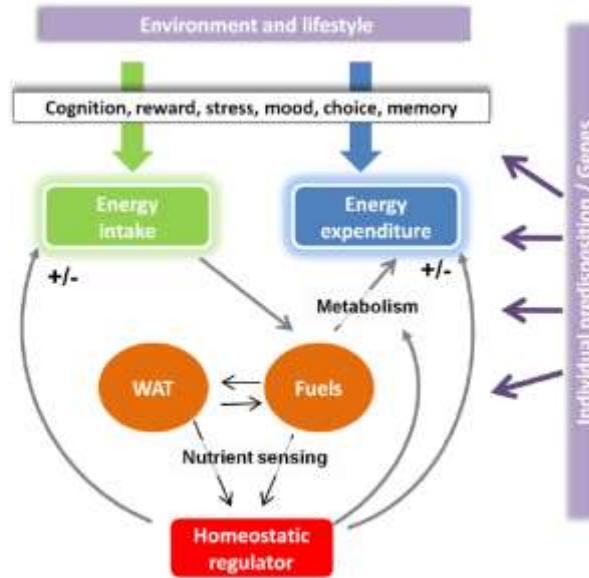 Environment and lifestyle
Cognition, reward, stress, mood, choice, memory
Energy
intake
Energy
expenditure
+/-
+/-
Metabolism
WAT
Fuels
Nutrient sensing
Homeostatic
regulator
Individual predisposition / Genes